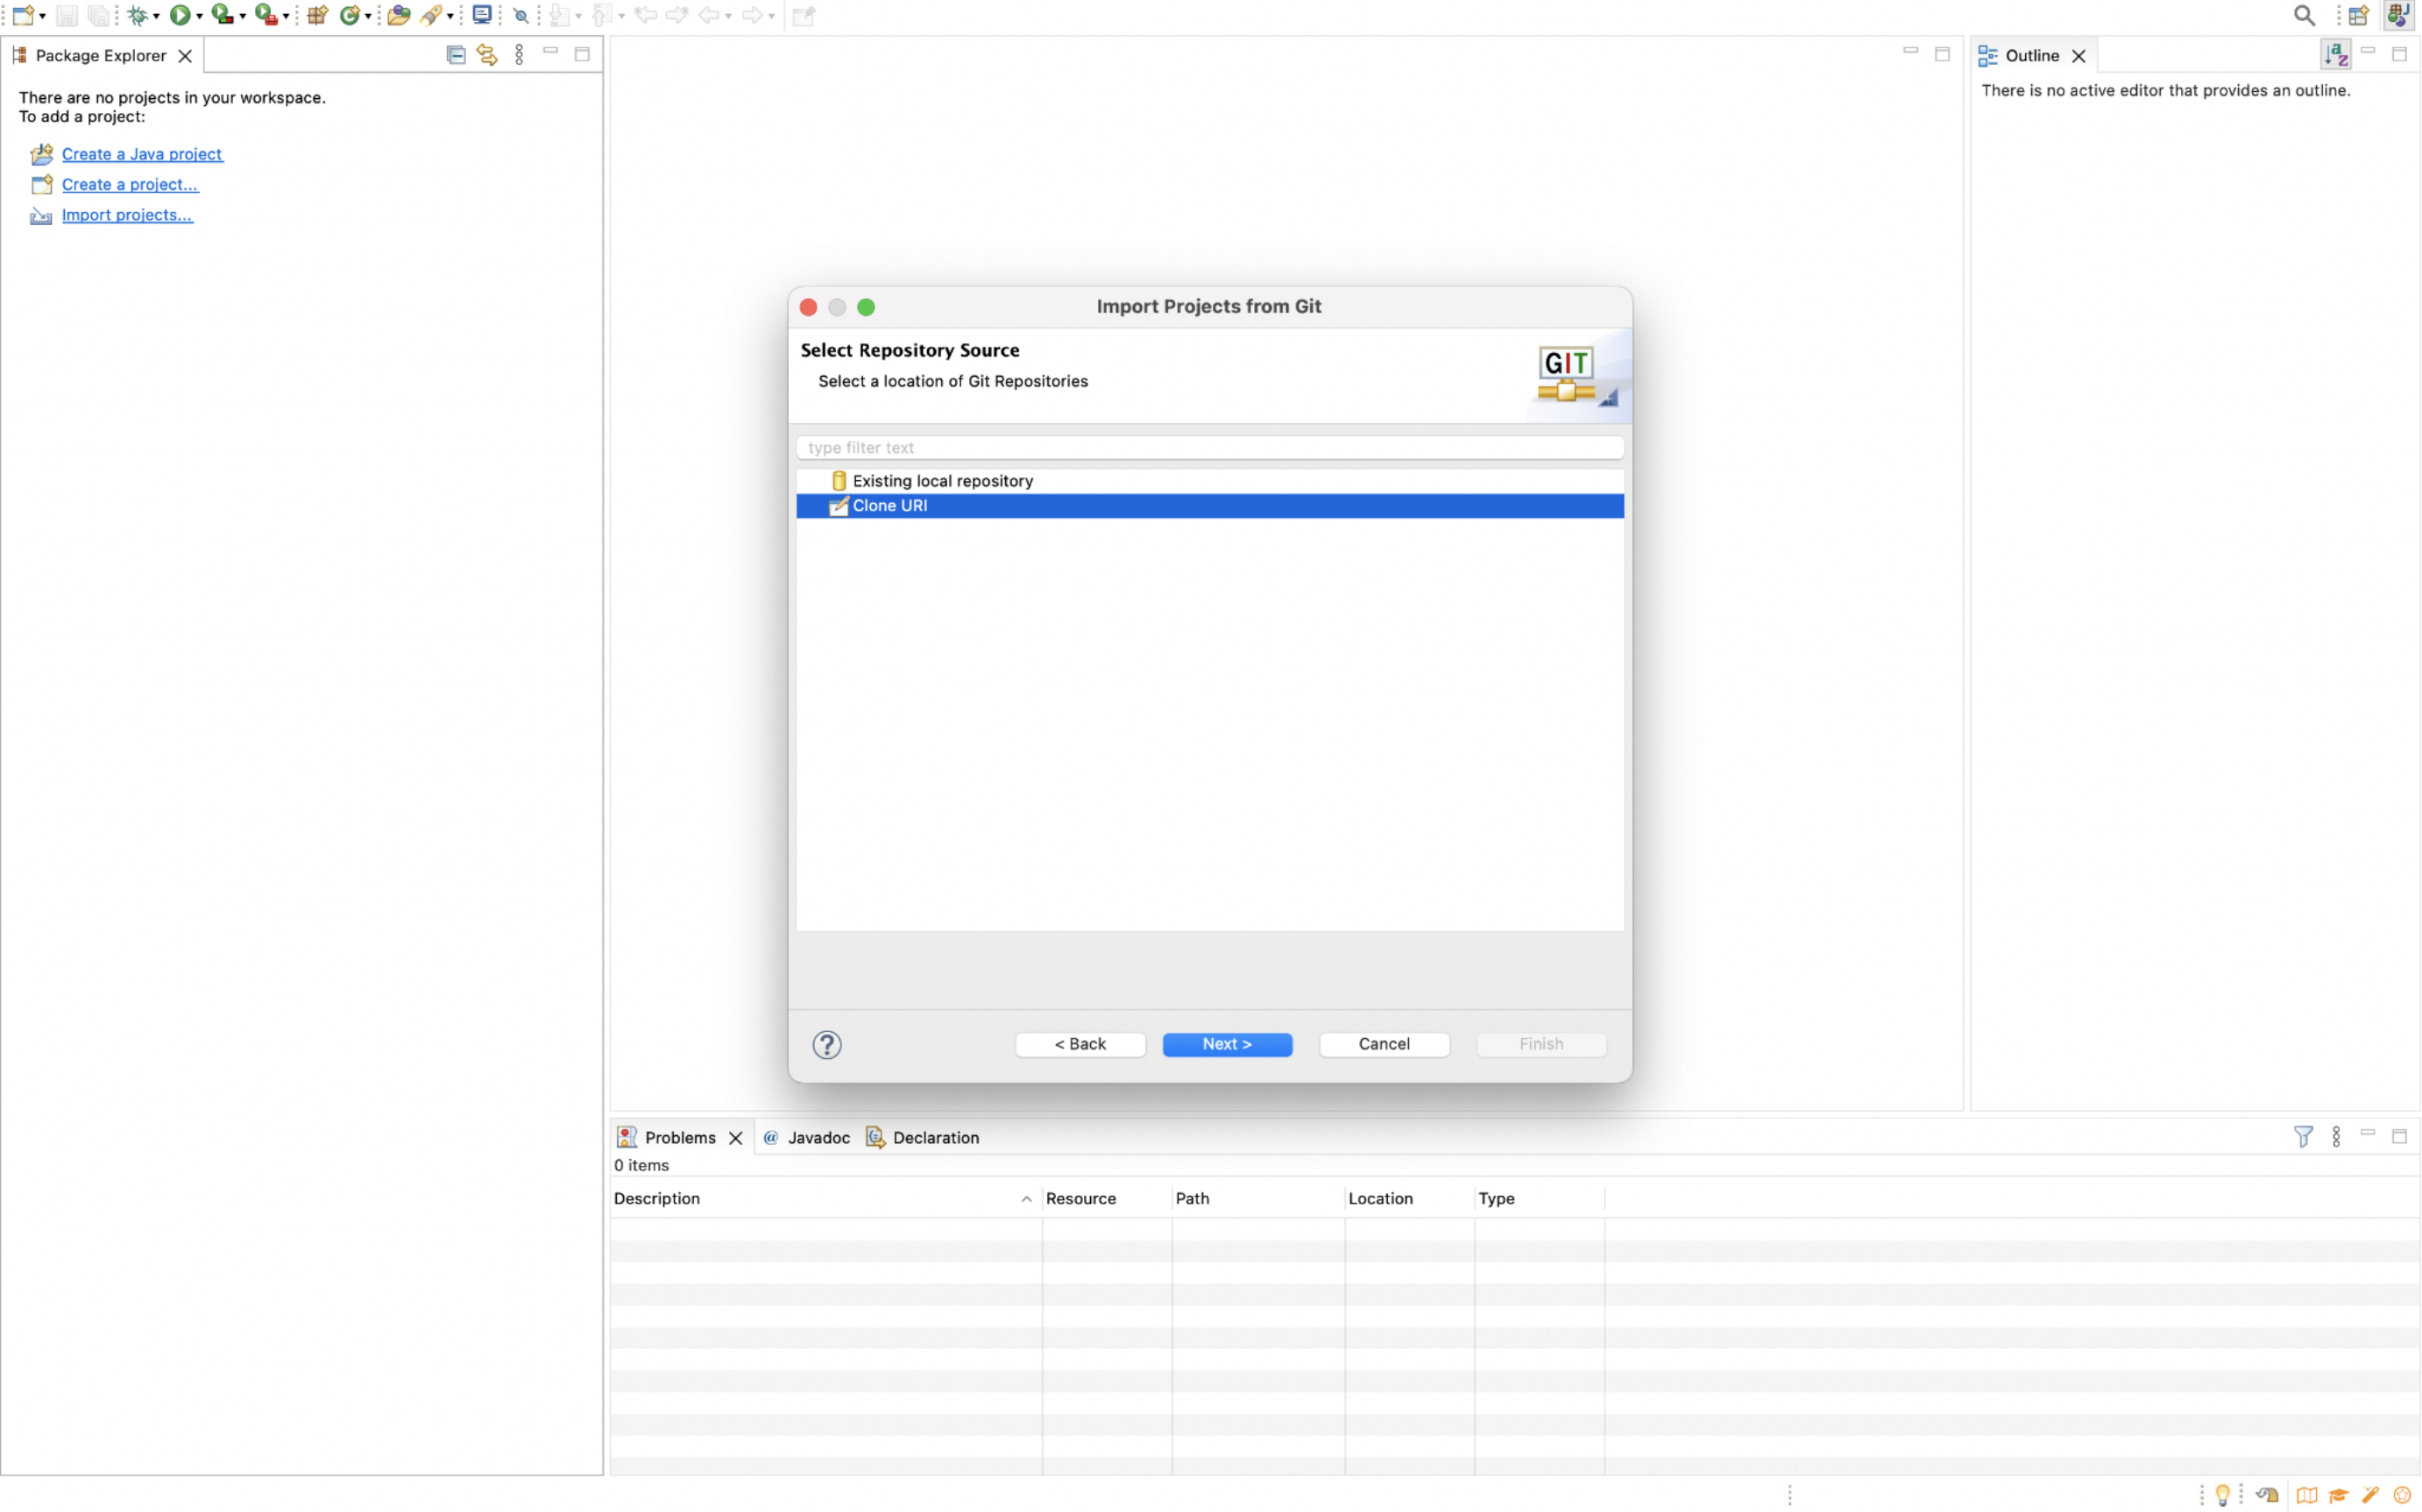 Package Explorer
There are no projects in your workspace.
To add a project:
Create a Java project
Create a project...
Import projects...
Outline
There is no active editor that provides an outline.
Import Projects from Git
Select Repository Source
Select a location of Git Repositories
GIT
type filter text
Existing local repository
Clone URI
?
< Back
Next >
Cancel
Finish
Problems
@ Javadoc
Declaration
0 items
Description
Resource
Path
Location
Type